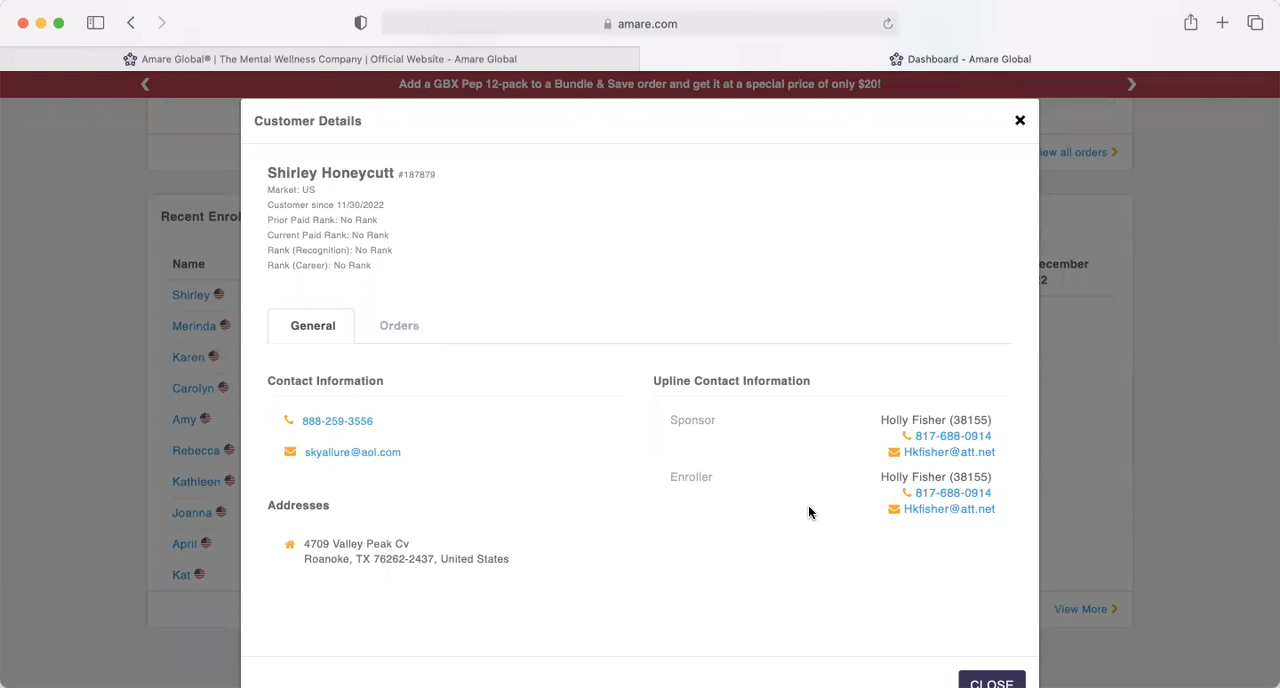 amare.com
Amare Global® | The Mental Wellness Company | Official Website - Amare Global
Dashboard - Amare Global
Add a GBX Pep 12-pack to a Bundle & Save order and get it at a special price of only $20!
Customer Details
iew all orders
Shirley Honeycutt #187879
Market: US
Customer since 11/30/2022
Prior Paid Rank: No Rank
Current Paid Rank: No Rank
Rank (Recognition): No Rank
Rank (Career): No Rank
Recent Enrol
Name
ecember
2
Shirley
Merinda
Karen
Carolyn
Amy
Rebecca
Kathleen
Joanna
April
Kat
General
Orders
Contact Information
888-259-3556
skyallure@aol.com
Addresses
4709 Valley Peak Cv
Roanoke, TX 76262-2437, United States
Upline Contact Information
Sponsor
Holly Fisher (38155)
817-688-0914
Hkfisher@att.net
Enroller
Holly Fisher (38155)
817-688-0914
Hkfisher@att.net
View More
CLOSE